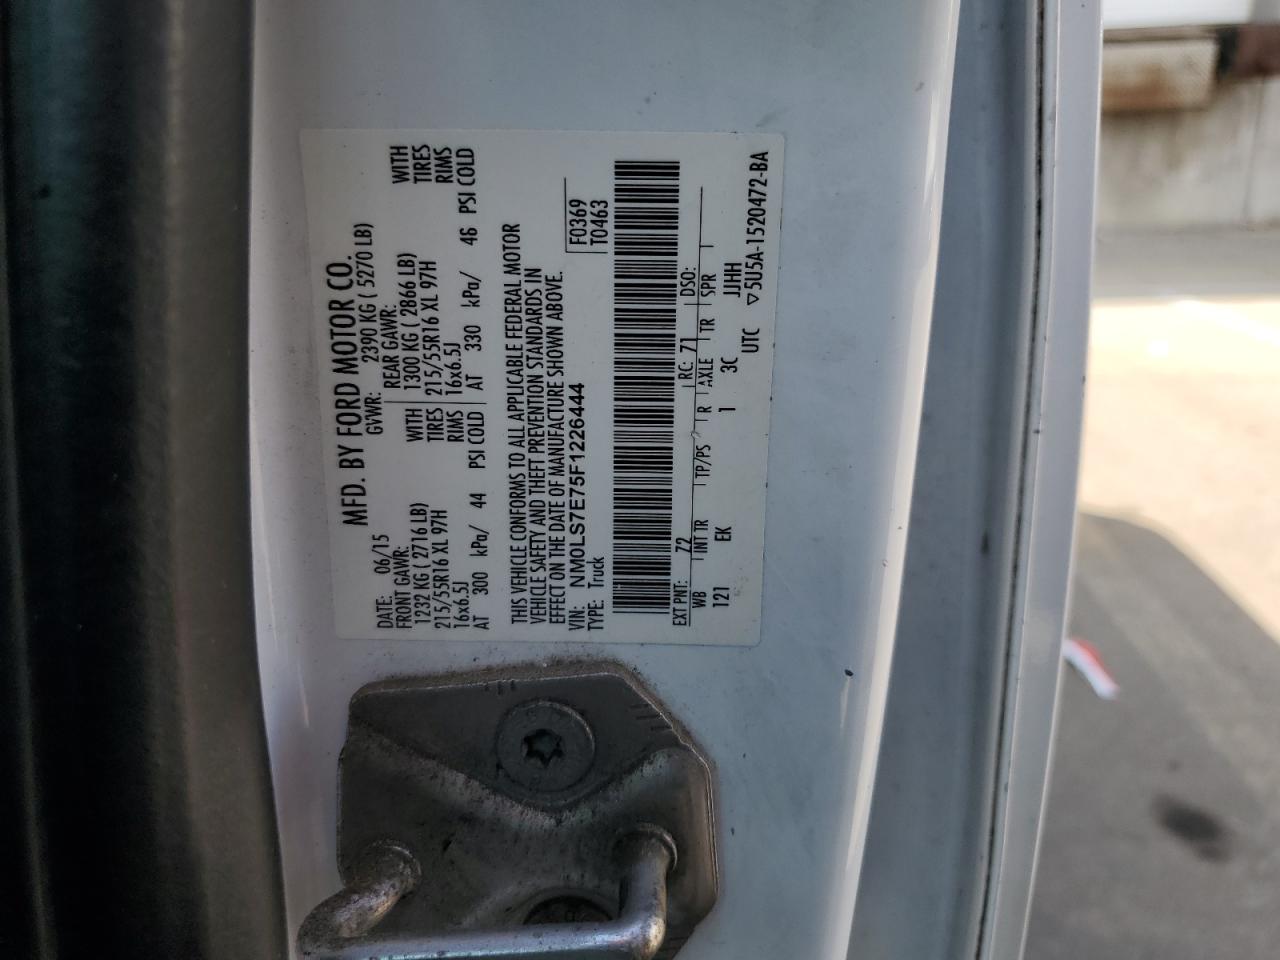 MFD. BY FORD MOTOR CO.
DATE: 06/15 GVWR: 2390 KG ( 5270 LB)
FRONT GAWR: REAR GAWR:
1232 KG ( 2716 LB) WITH 1300 KG ( 2866 LB) WITH
215/55R16 XL 97H TIRES 215/55R16 XL 97H TIRES
16x6.5J RIMS 16x6.5J RIMS
AT 300 kPa/ 44 PSI COLD AT 330 kPa/ 46 PSI COLD
THIS VEHICLE CONFORMS TO ALL APPLICABLE FEDERAL MOTOR
VEHICLE SAFETY AND THEFT PREVENTION STANDARDS IN
EFFECT ON THE DATE OF MANUFACTURE SHOWN ABOVE.
VIN: NM0LS7E75F1226444 F0369
TYPE: Truck T0463
EXT PNT: 7Z RC: 71 DSO:
WB INT TR TP/PS R AXLE TR SPR
121 EK 1 3C JJHH
UTC ▽5U5A-1520472-BA